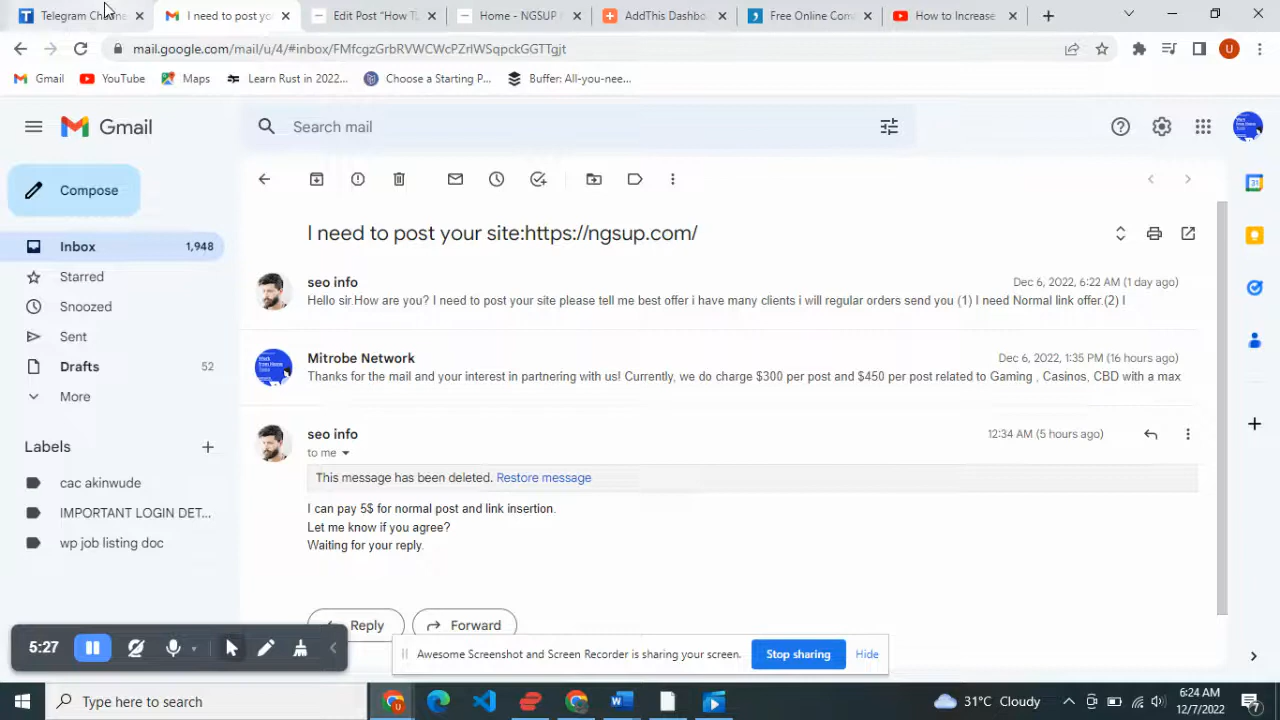 Telegram Cha
I need to post yo
Edit Post "How T
Home - NGSUP
AddThis Dashbo
Free Online Con
How to Increase
mail.google.com/mail/u/4/#inbox/FMfcgzGrbRVWCWcPZrlWSqpckGGTTgjt
U
Gmail
YouTube
Maps
Learn Rust in 2022...
Choose a Starting P...
Buffer: All-you-nee...
Gmail
Search mail
Compose
Inbox 1,948
Starred
Snoozed
Sent
Drafts 52
More
Labels
cac akinwude
IMPORTANT LOGIN DET...
wp job listing doc
I need to post your site:https://ngsup.com/
seo info Dec 6, 2022, 6:22 AM (1 day ago)
Hello sir.How are you? I need to post your site please tell me best offer i have many clients i will regular orders send you (1) I need Normal link offer.(2) I
Mitrobe Network Dec 6, 2022, 1:35 PM (16 hours ago)
Thanks for the mail and your interest in partnering with us! Currently, we do charge $300 per post and $450 per post related to Gaming , Casinos, CBD with a max
seo info 12:34 AM (5 hours ago)
to me
This message has been deleted. Restore message
I can pay 5$ for normal post and link insertion.
Let me know if you agree?
Waiting for your reply.
Reply
Forward
5:27
Awesome Screenshot and Screen Recorder is sharing your screen.
Stop sharing
Hide
Type here to search
31°C Cloudy
6:24 AM
12/7/2022
7